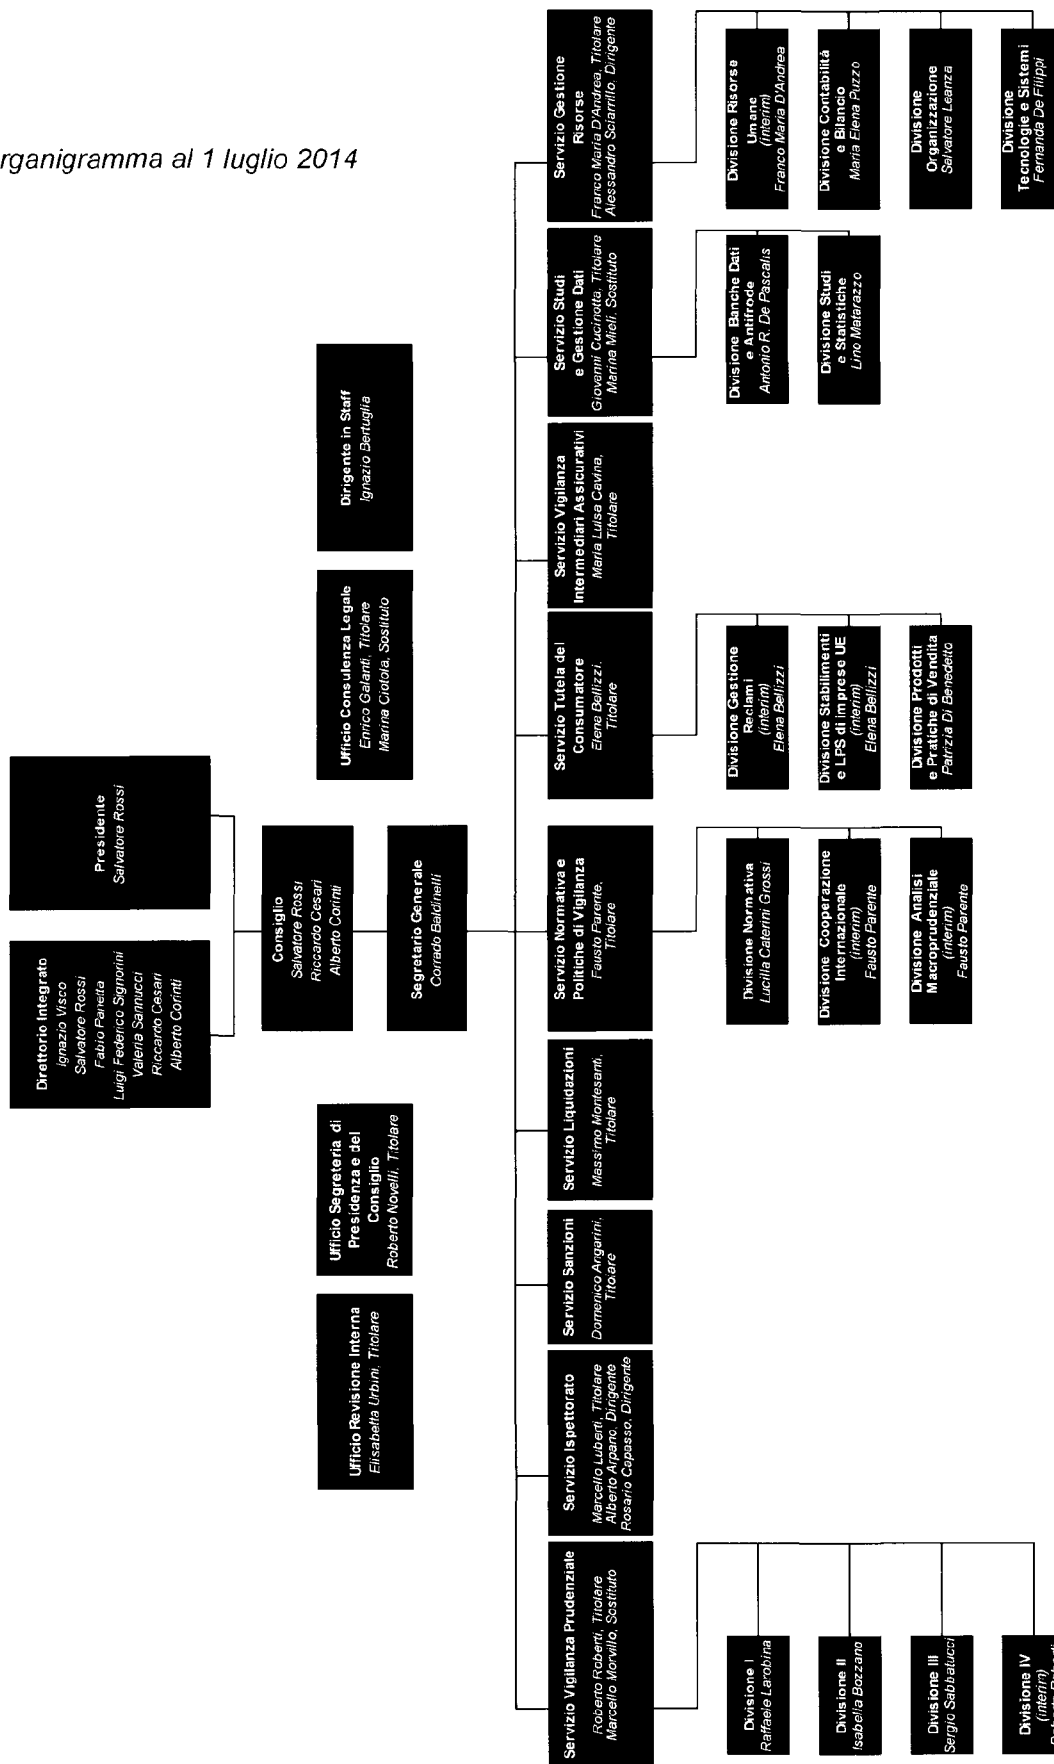 rganigramma al 1 luglio 2014
Direttorio Integrato
Ignazio Visco
Salvatore Rossi
Fabio Panetta
Luigi Federico Signorini
Valeria Sannucci
Riccardo Cesari
Alberto Corinti
Presidente
Salvatore Rossi
Consiglio
Salvatore Rossi
Riccardo Cesari
Alberto Corinti
Segretario Generale
Corrado Baldinelli
Ufficio Revisione Interna
Elisabetta Urbini, Titolare
Ufficio Segreteria di
Presidenza e del
Consiglio
Roberto Novelli, Titolare
Ufficio Consulenza Legale
Enrico Galanti, Titolare
Marina Ciotola, Sostituto
Dirigente in Staff
Ignazio Bertuglia
Servizio Vigilanza Prudenziale
Roberto Roberti, Titolare
Marcello Morvillo, Sostituto
Servizio Ispettorato
Marcello Luberti, Titolare
Alberto Arpano, Dirigente
Rosario Capasso, Dirigente
Servizio Sanzioni
Domenico Angarini,
Titolare
Servizio Liquidazioni
Massimo Montesanti,
Titolare
Servizio Normativa e
Politiche di Vigilanza
Fausto Parente,
Titolare
Servizio Tutela del
Consumatore
Elena Bellizzi,
Titolare
Servizio Vigilanza
Intermediari Assicurativi
Maria Luisa Cavina,
Titolare
Servizio Studi
e Gestione Dati
Giovanni Cucinotta, Titolare
Marina Mieli, Sostituto
Servizio Gestione
Risorse
Franco Maria D'Andrea, Titolare
Alessandro Sciarrillo, Dirigente
Divisione I
Raffaele Larobina
Divisione II
Isabella Bozzano
Divisione III
Sergio Sabbatucci
Divisione IV
(interim)
Divisione Normativa
Lucilla Caterini Grossi
Divisione Cooperazione
Internazionale
(interim)
Fausto Parente
Divisione Analisi
Macroprudenziale
(interim)
Fausto Parente
Divisione Gestione
Reclami
(interim)
Elena Bellizzi
Divisione Stabilimenti
e LPS di imprese UE
(interim)
Elena Bellizzi
Divisione Prodotti
e Pratiche di Vendita
Patrizia Di Benedetto
Divisione Banche Dati
e Antifrode
Antonio R. De Pascalis
Divisione Studi
e Statistiche
Lino Matarazzo
Divisione Risorse
Umane
(interim)
Franco Maria D'Andrea
Divisione Contabilità
e Bilancio
Maria Elena Puzzo
Divisione
Organizzazione
Salvatore Leanza
Divisione
Tecnologie e Sistemi
Fernanda De Filippi